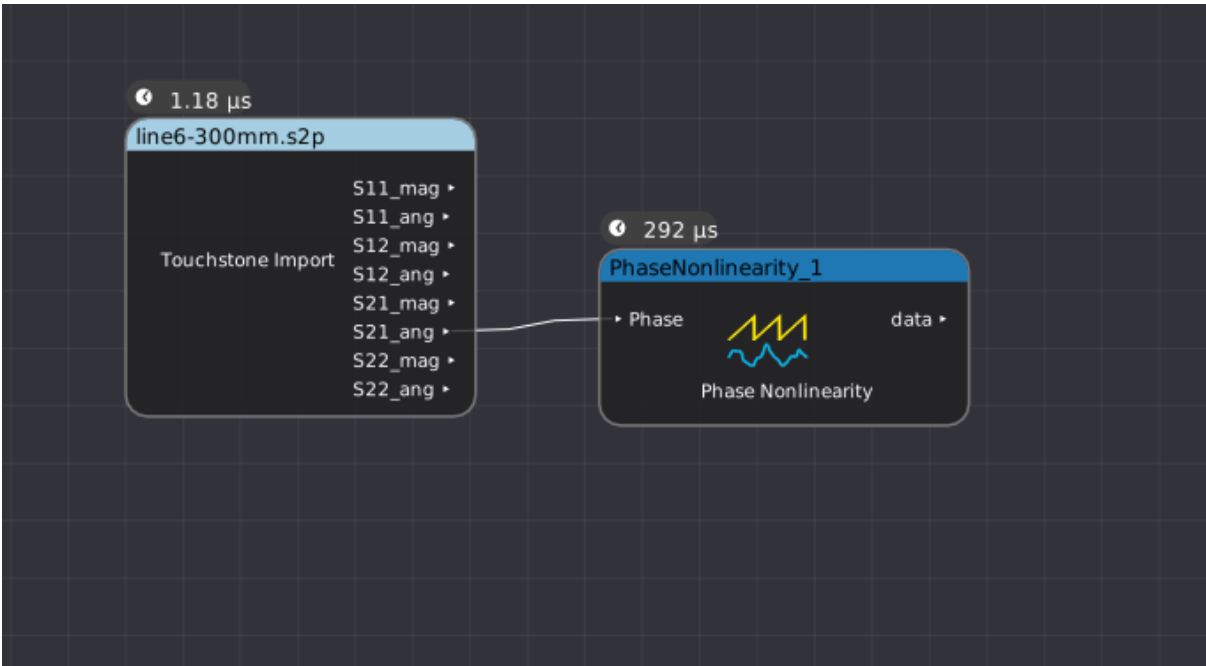 1.18 µs
line6-300mm.s2p
Touchstone Import
S11_mag
S11_ang
S12_mag
S12_ang
S21_mag
S21_ang
S22_mag
S22_ang
292 µs
PhaseNonlinearity_1
Phase
data
Phase Nonlinearity